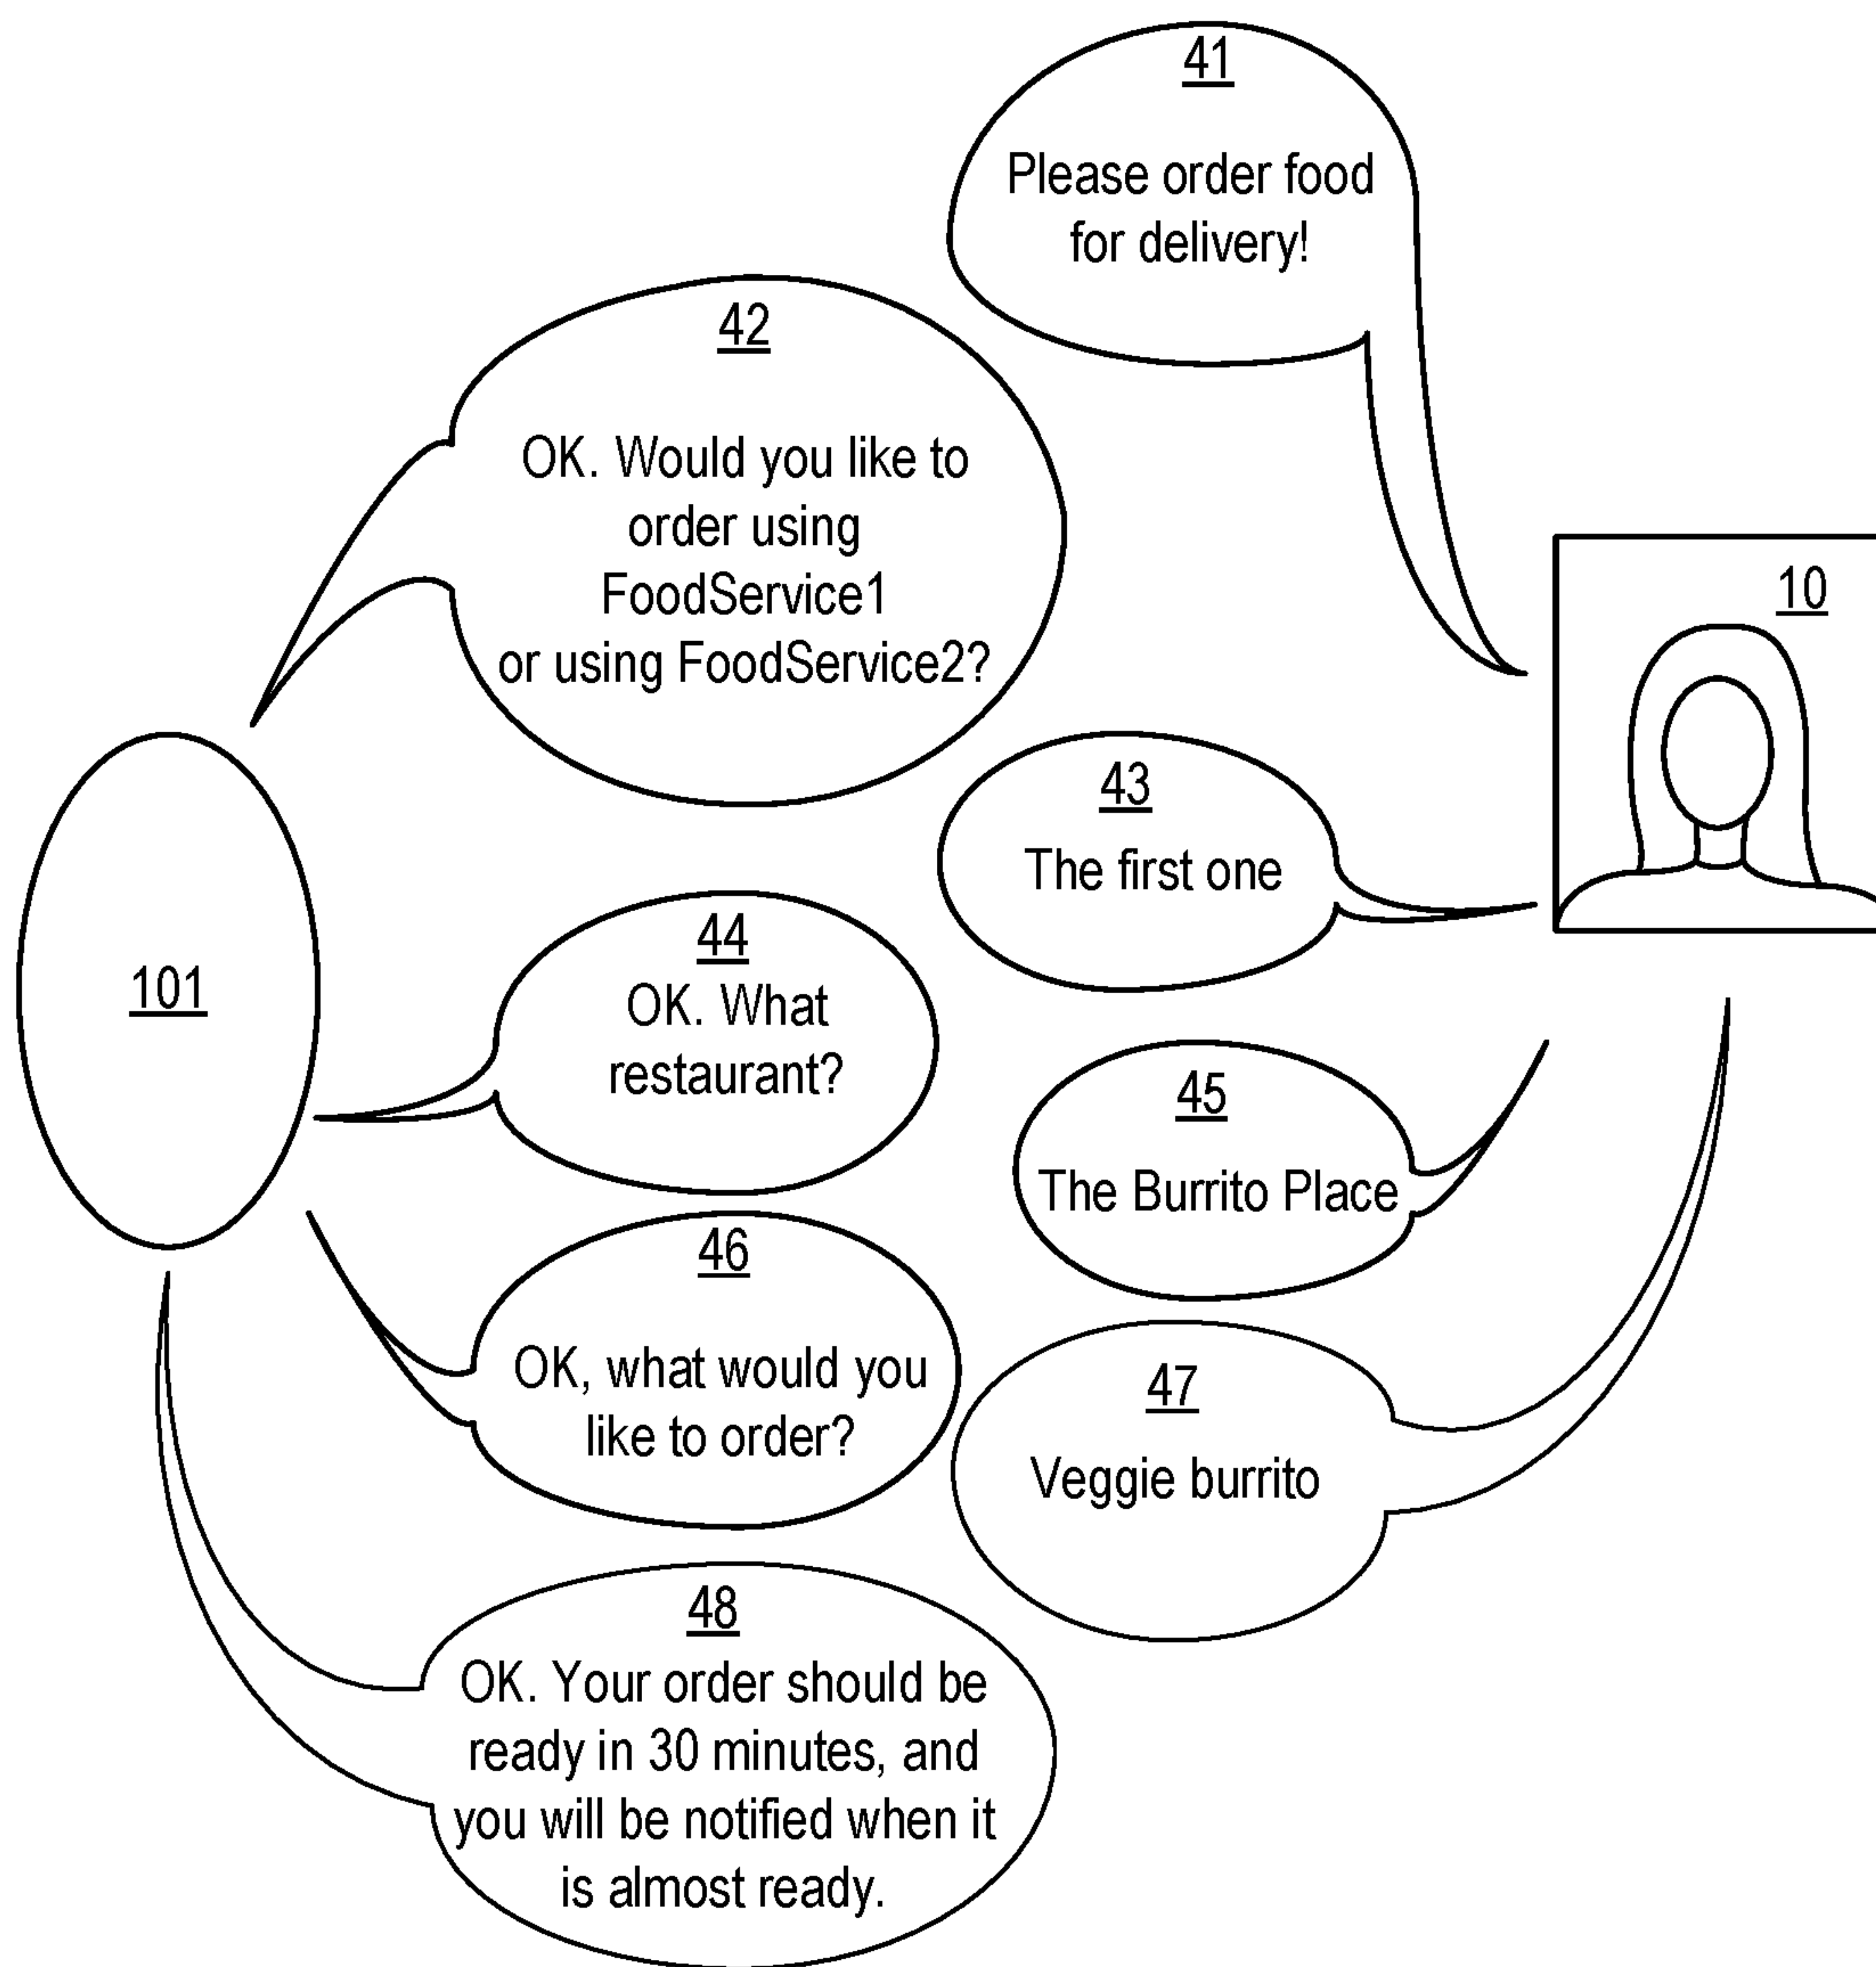 41
Please order food
for delivery!
42
OK. Would you like to
order using
FoodService1
or using FoodService2?
10
43
The first one
101
44
OK. What
restaurant?
45
The Burrito Place
46
OK, what would you
like to order?
47
Veggie burrito
48
OK. Your order should be
ready in 30 minutes, and
you will be notified when it
is almost ready.